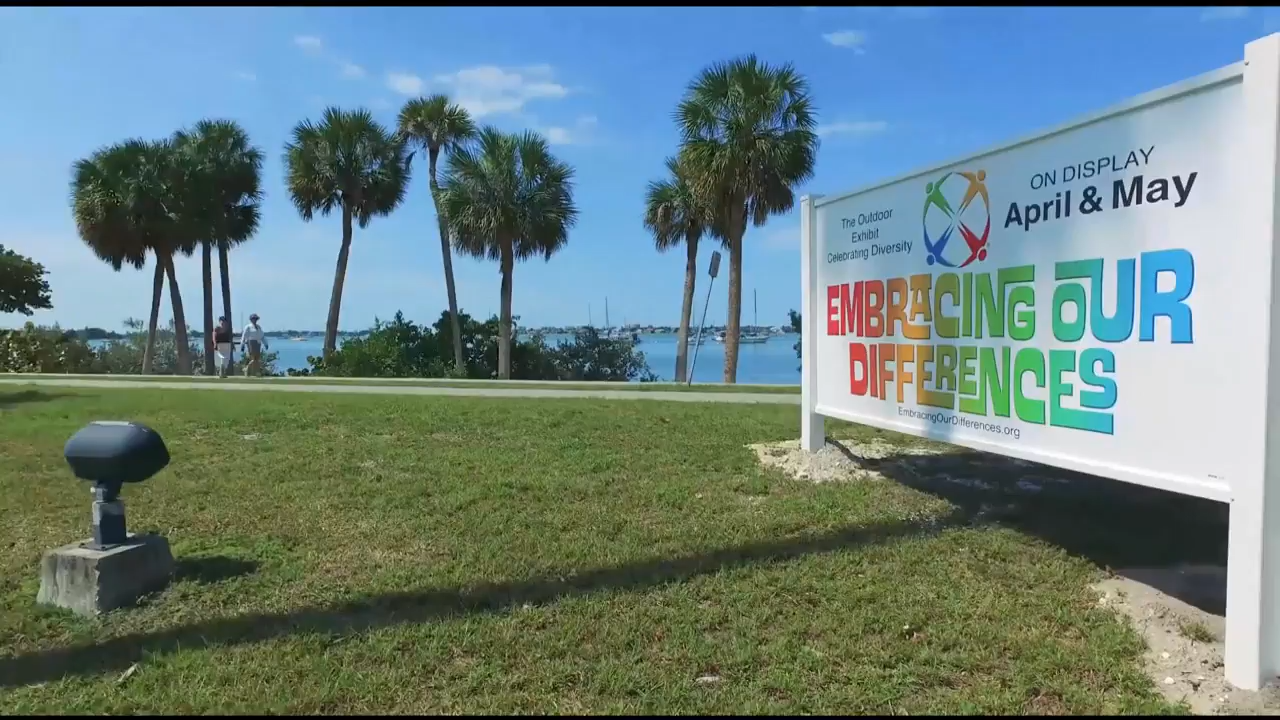 The Outdoor
Exhibit
Celebrating Diversity
ON DISPLAY
April & May
EMBRACING OUR
DIFFERENCES
EmbracingOurDifferences.org